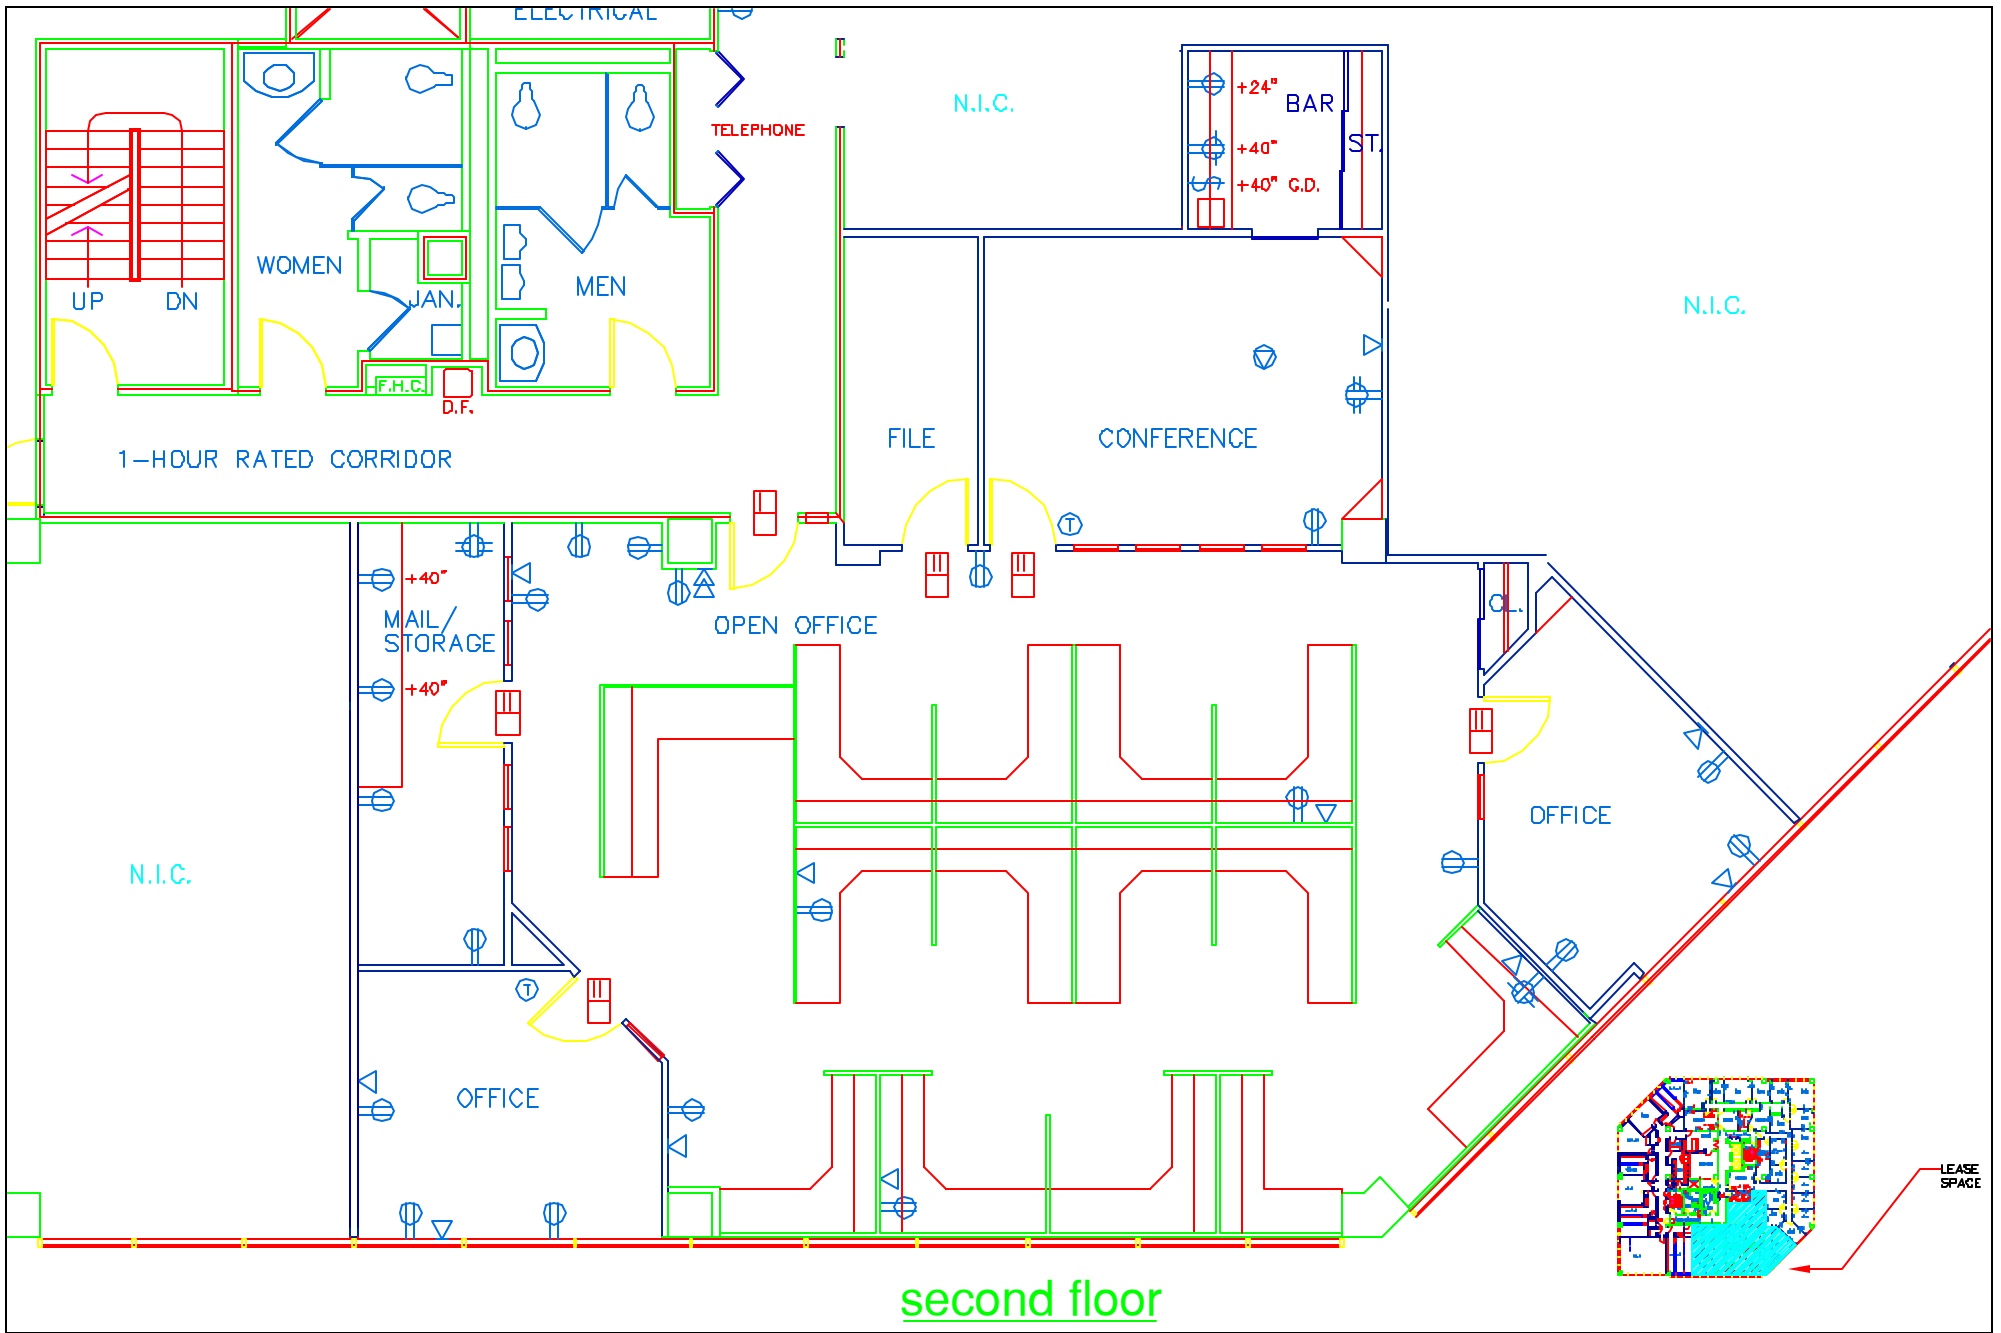 ELECTRICAL
TELEPHONE
N.I.C.
+24"
BAR
ST.
+40"
+40" G.D.
WOMEN
MEN
JAN.
UP
DN
N.I.C.
F.H.C.
D.F.
1-HOUR RATED CORRIDOR
FILE
CONFERENCE
T
+40"
MAIL/
STORAGE
OPEN OFFICE
CL.
+40"
OFFICE
N.I.C.
T
OFFICE
LEASE
SPACE
second floor